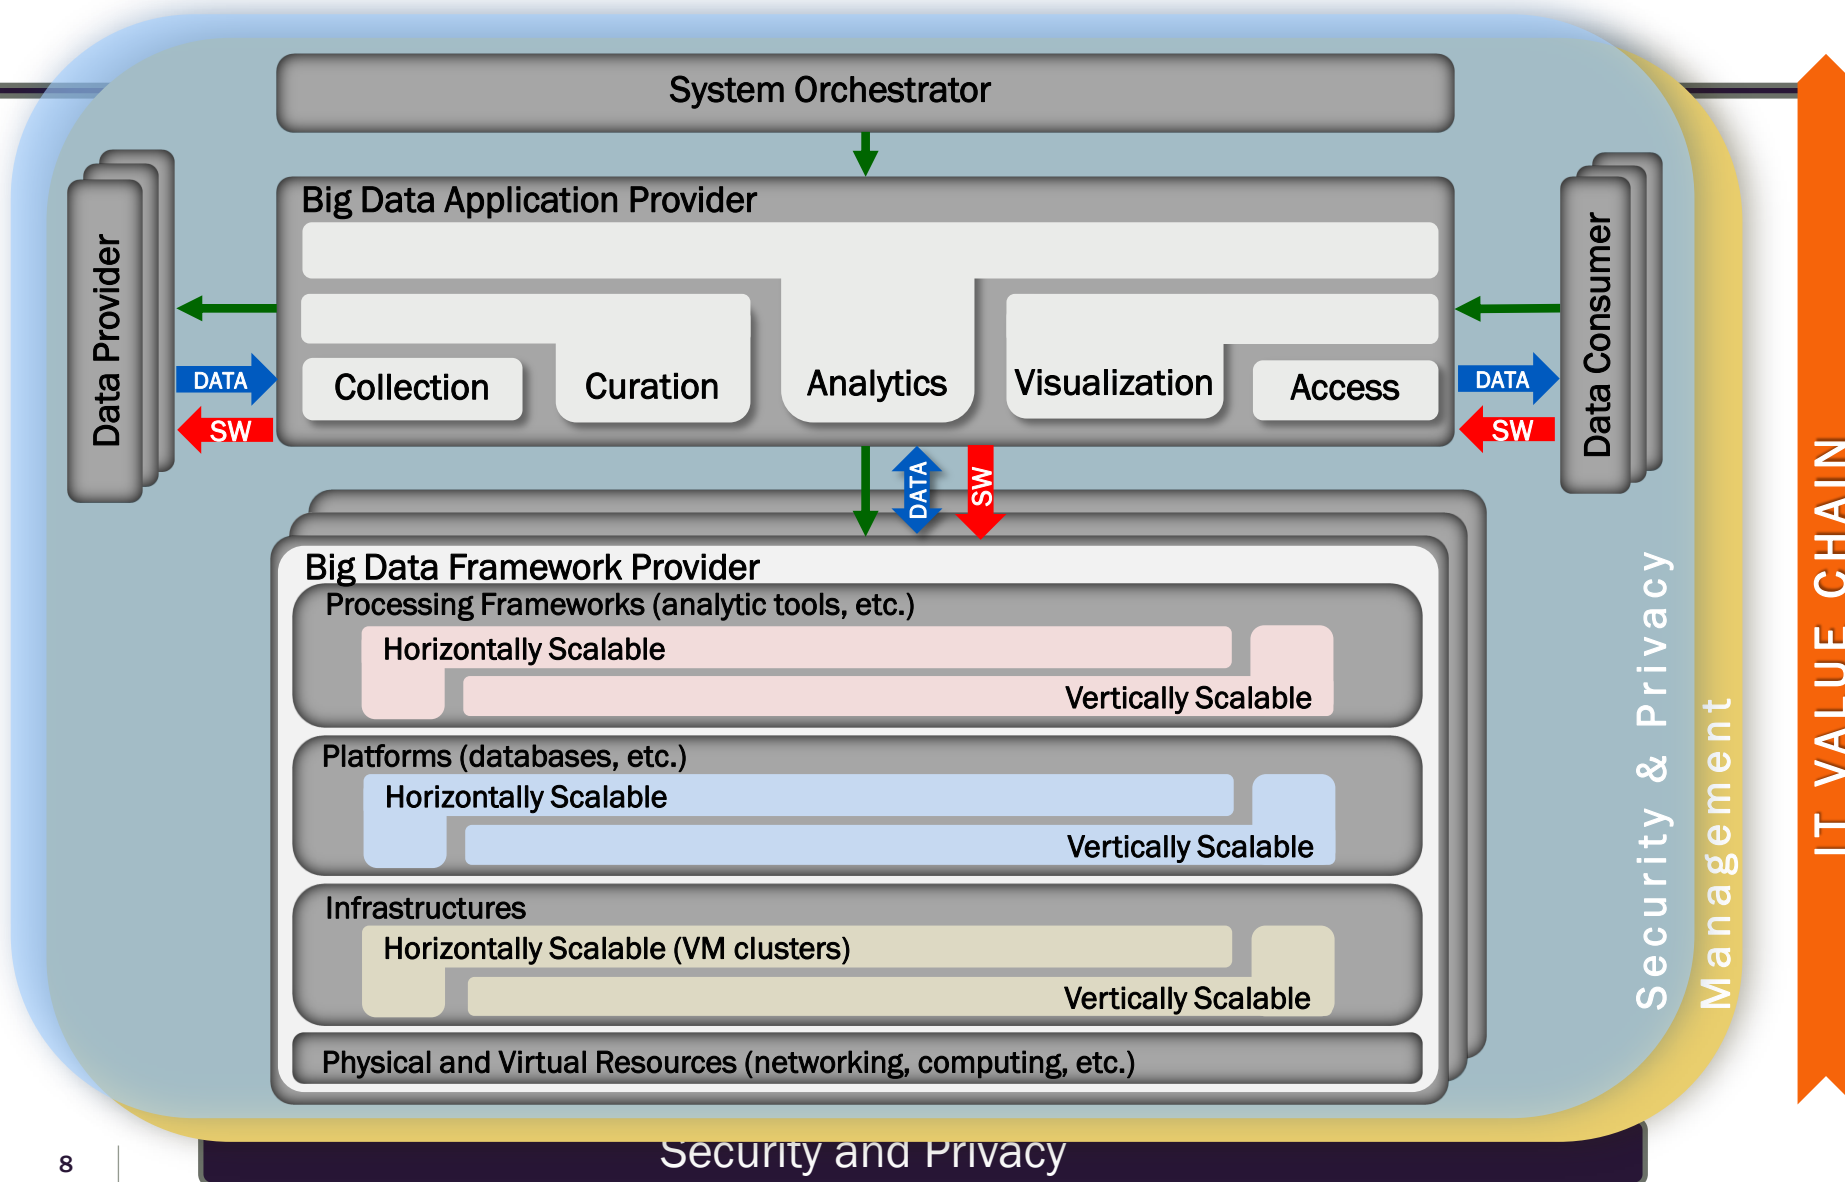 System Orchestrator
Big Data Application Provider
Data Provider
DATA
SW
Collection
Curation
Analytics
Visualization
Access
DATA
SW
Data Consumer
DATA
SW
Big Data Framework Provider
Processing Frameworks (analytic tools, etc.)
Horizontally Scalable
Vertically Scalable
Platforms (databases, etc.)
Horizontally Scalable
Vertically Scalable
Infrastructures
Horizontally Scalable (VM clusters)
Vertically Scalable
Physical and Virtual Resources (networking, computing, etc.)
Security & Privacy
Management
IT VALUE CHAIN
Security and Privacy
8